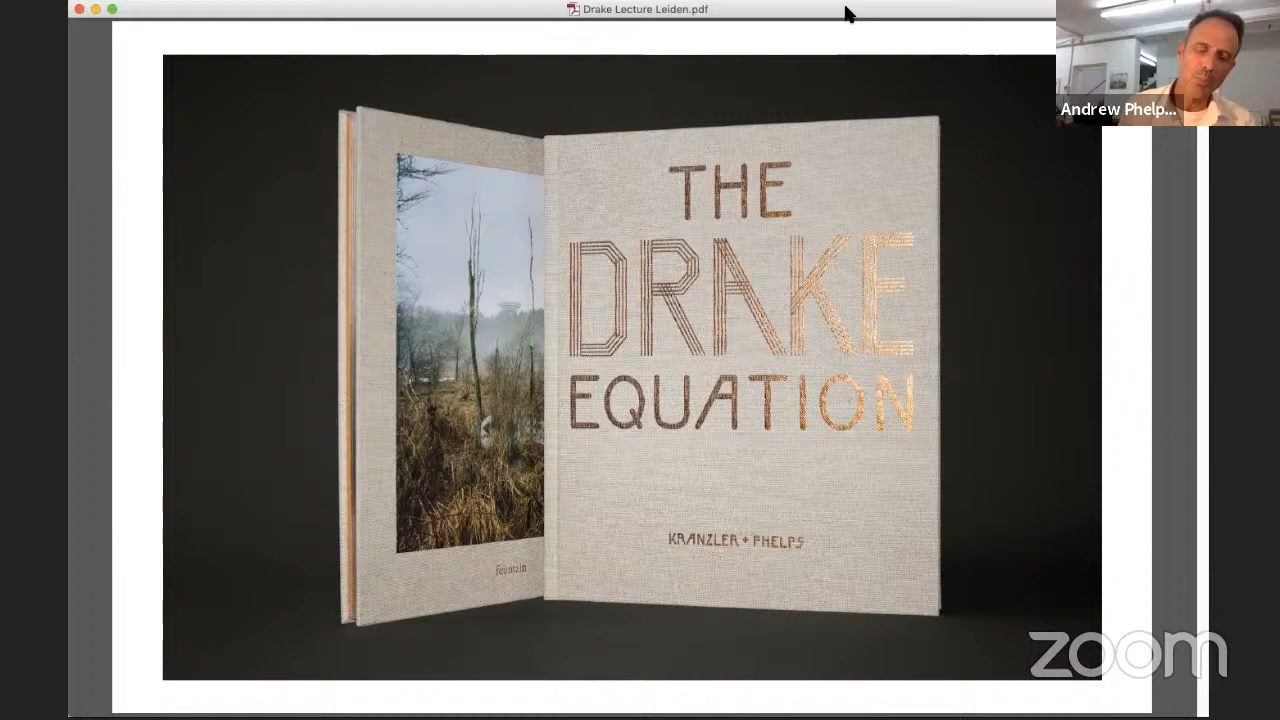 Drake Lecture Leiden.pdf
Andrew Phelp...
THE
DRAKE
EQUATION
KRANZLER + PHELPS
fountain
zoom